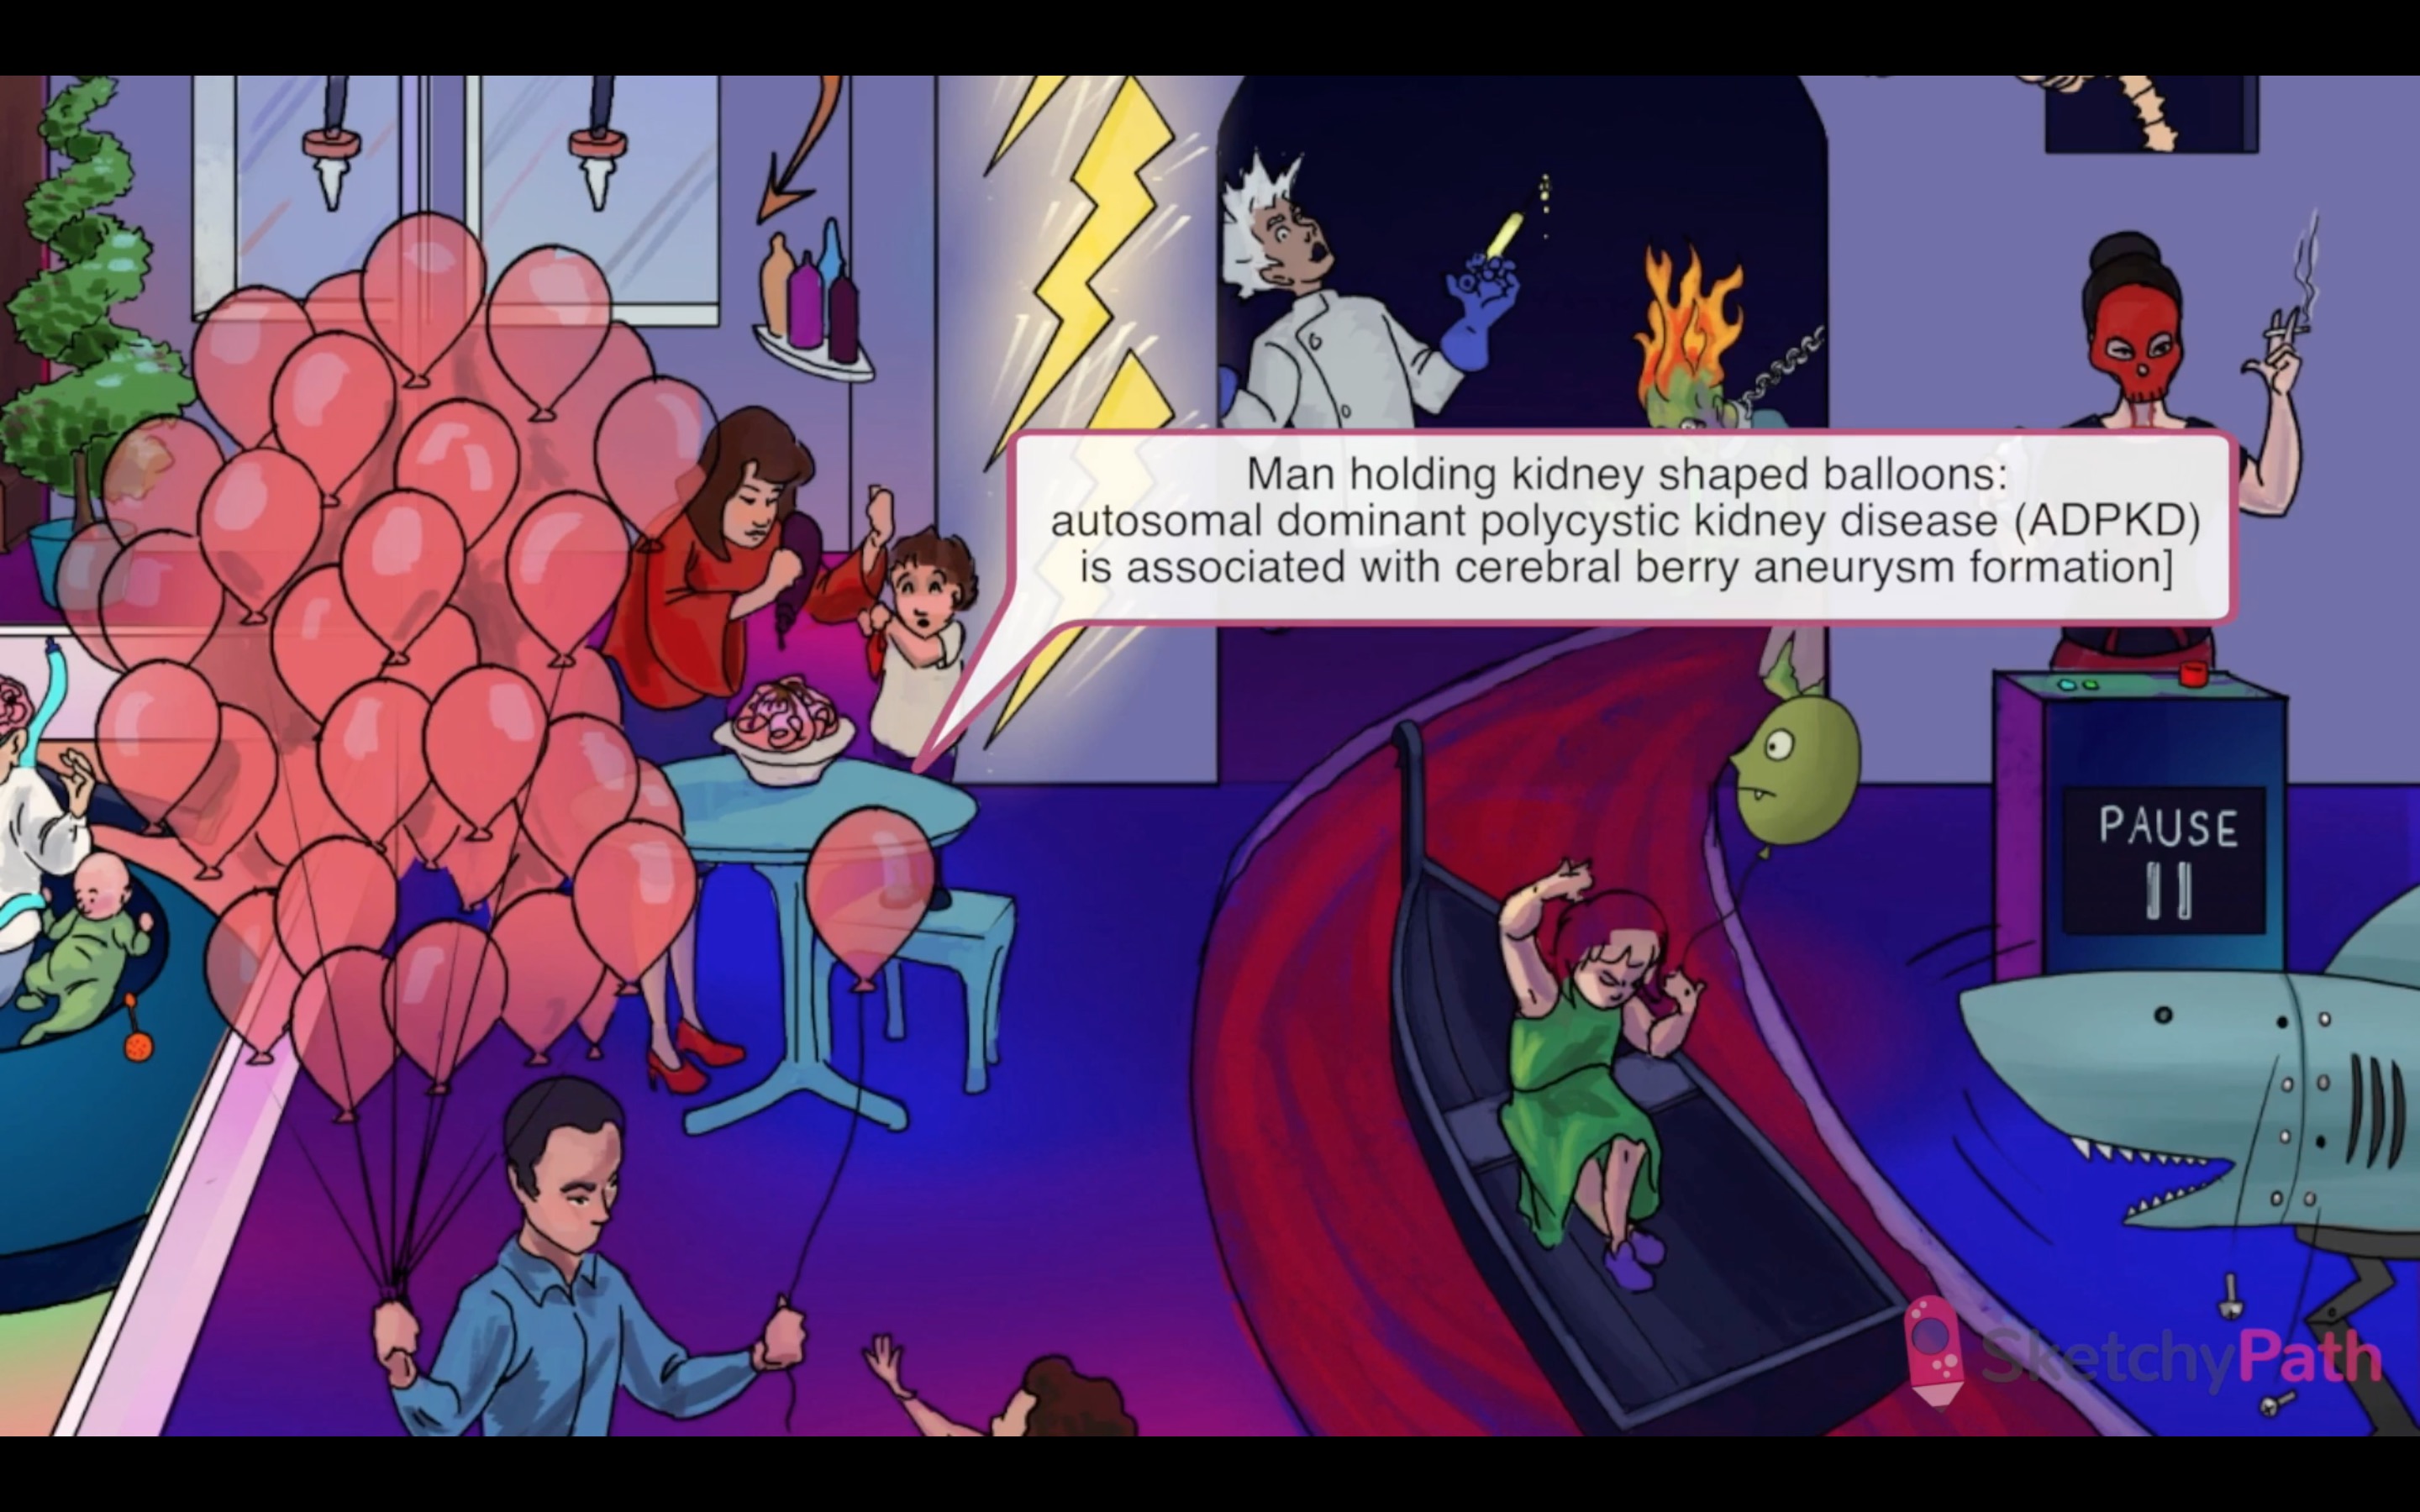 Man holding kidney shaped balloons:
autosomal dominant polycystic kidney disease (ADPKD)
is associated with cerebral berry aneurysm formation]
PAUSE
SketchyPath